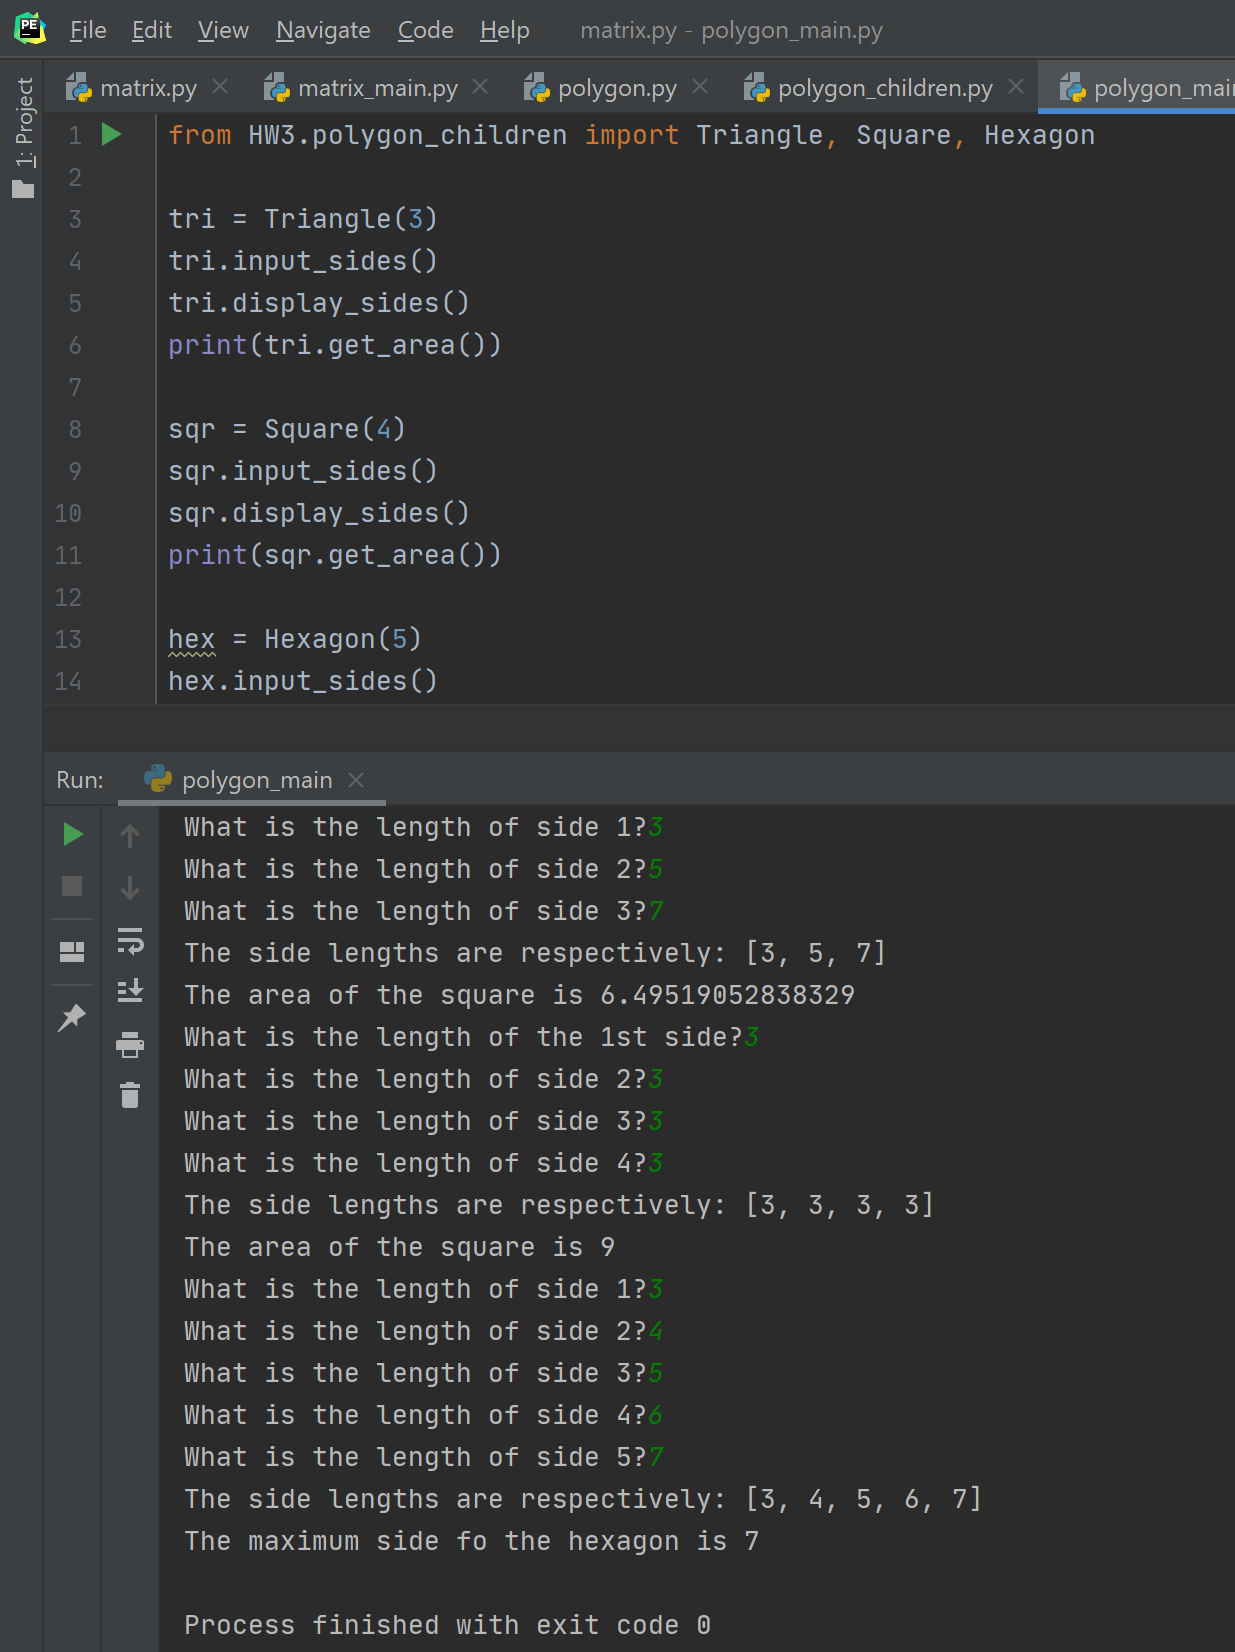 PE File Edit View Navigate Code Help matrix.py - polygon_main.py
1: Project
matrix.py matrix_main.py polygon.py polygon_children.py polygon_mai
1 from HW3.polygon_children import Triangle, Square, Hexagon
2
3 tri = Triangle(3)
4 tri.input_sides()
5 tri.display_sides()
6 print(tri.get_area())
7
8 sqr = Square(4)
9 sqr.input_sides()
10 sqr.display_sides()
11 print(sqr.get_area())
12
13 hex = Hexagon(5)
14 hex.input_sides()
Run: polygon_main
What is the length of side 1?3
What is the length of side 2?5
What is the length of side 3?7
The side lengths are respectively: [3, 5, 7]
The area of the square is 6.49519052838329
What is the length of the 1st side?3
What is the length of side 2?3
What is the length of side 3?3
What is the length of side 4?3
The side lengths are respectively: [3, 3, 3, 3]
The area of the square is 9
What is the length of side 1?3
What is the length of side 2?4
What is the length of side 3?5
What is the length of side 4?6
What is the length of side 5?7
The side lengths are respectively: [3, 4, 5, 6, 7]
The maximum side fo the hexagon is 7
Process finished with exit code 0